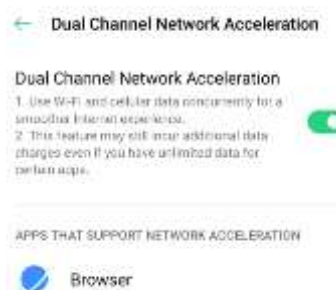 Dual Channel Network Acceleration
Dual Channel Network Acceleration
1. Use Wi-Fi and cellular data concurrently for a
smoother Internet experience.
2. This feature may still incur additional data
charges even if you have unlimited data for
certain apps.
APPS THAT SUPPORT NETWORK ACCELERATION
Browser